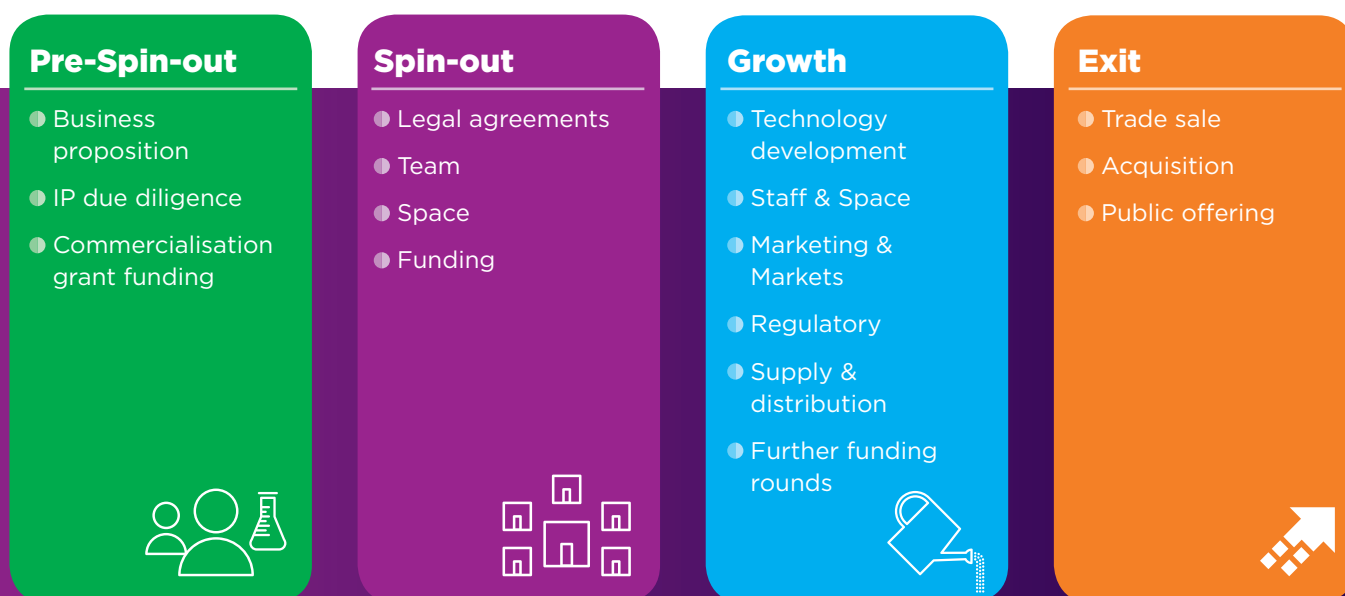 Pre-Spin-out
Business
proposition
IP due diligence
Commercialisation
grant funding
Spin-out
Legal agreements
Team
Space
Funding
Growth
Technology
development
Staff & Space
Marketing &
Markets
Regulatory
Supply &
distribution
Further funding
rounds
Exit
Trade sale
Acquisition
Public offering